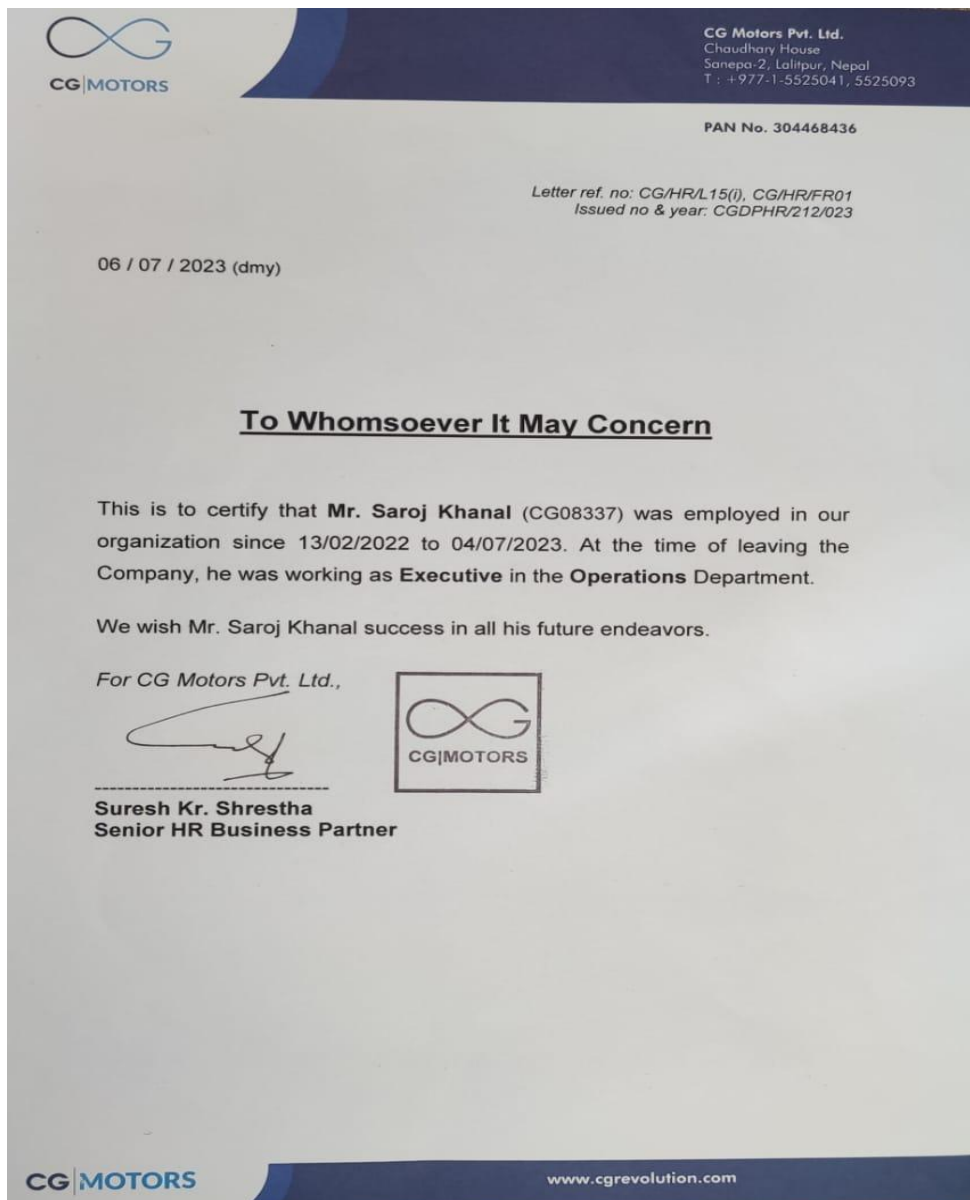 CG|MOTORS
CG Motors Pvt. Ltd.
Chaudhary House
Sanepa-2, Lalitpur, Nepal
T : +977-1-5525041, 5525093
PAN No. 304468436
Letter ref. no: CG/HR/L15(i), CG/HR/FR01
Issued no & year: CGDPHR/212/023
06 / 07 / 2023 (dmy)
To Whomsoever It May Concern
This is to certify that Mr. Saroj Khanal (CG08337) was employed in our
organization since 13/02/2022 to 04/07/2023. At the time of leaving the
Company, he was working as Executive in the Operations Department.
We wish Mr. Saroj Khanal success in all his future endeavors.
For CG Motors Pvt. Ltd.,
CG|MOTORS
Suresh Kr. Shrestha
Senior HR Business Partner
CG|MOTORS
www.cgrevolution.com